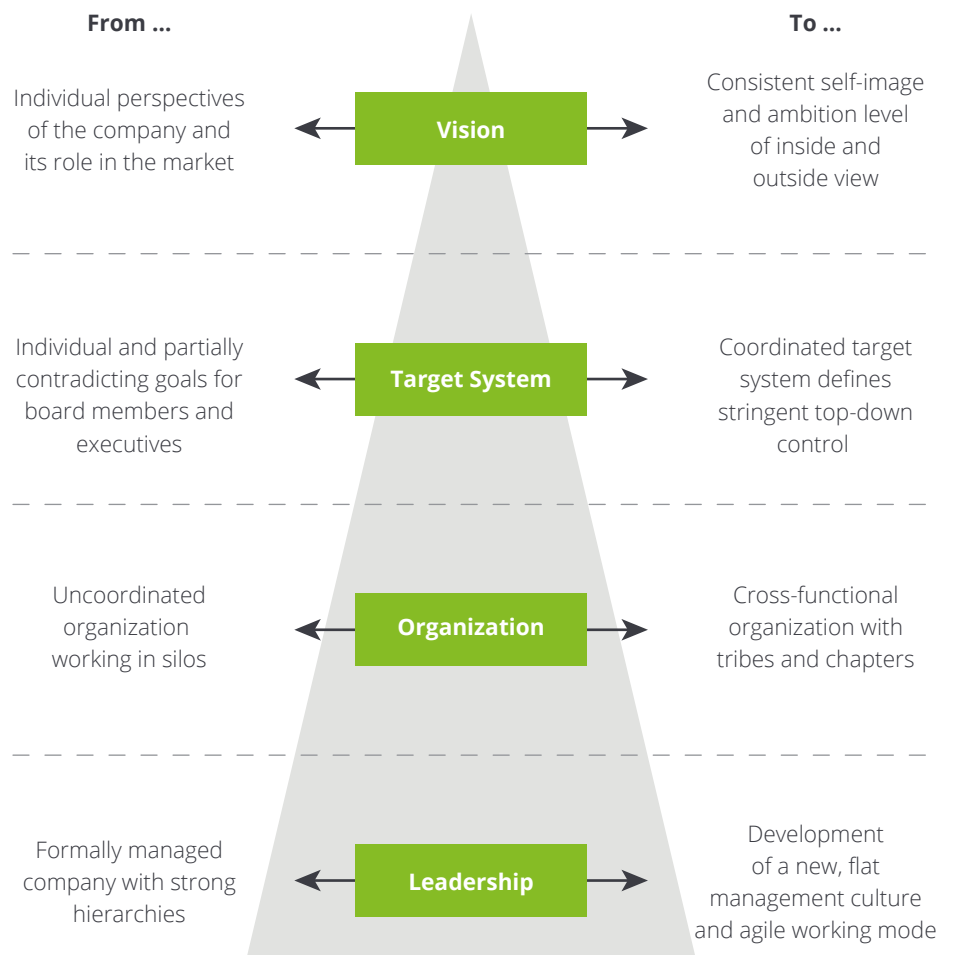 From ...
To ...
Individual perspectives
of the company and
its role in the market
Vision
Consistent self-image
and ambition level
of inside and
outside view
Individual and partially
contradicting goals for
board members and
executives
Target System
Coordinated target
system defines
stringent top-down
control
Uncoordinated
organization
working in silos
Organization
Cross-functional
organization with
tribes and chapters
Formally managed
company with strong
hierarchies
Leadership
Development
of a new, flat
management culture
and agile working mode